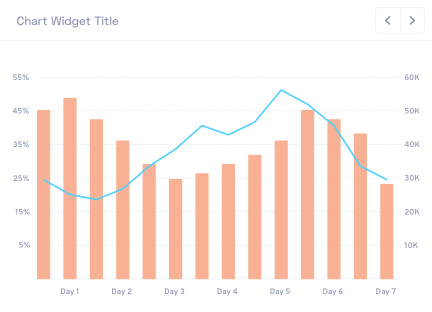 Chart Widget Title
55% 60K
45% 50K
35% 40K
25% 30K
15% 20K
5% 10K
Day 1 Day 2 Day 3 Day 4 Day 5 Day 6 Day 7